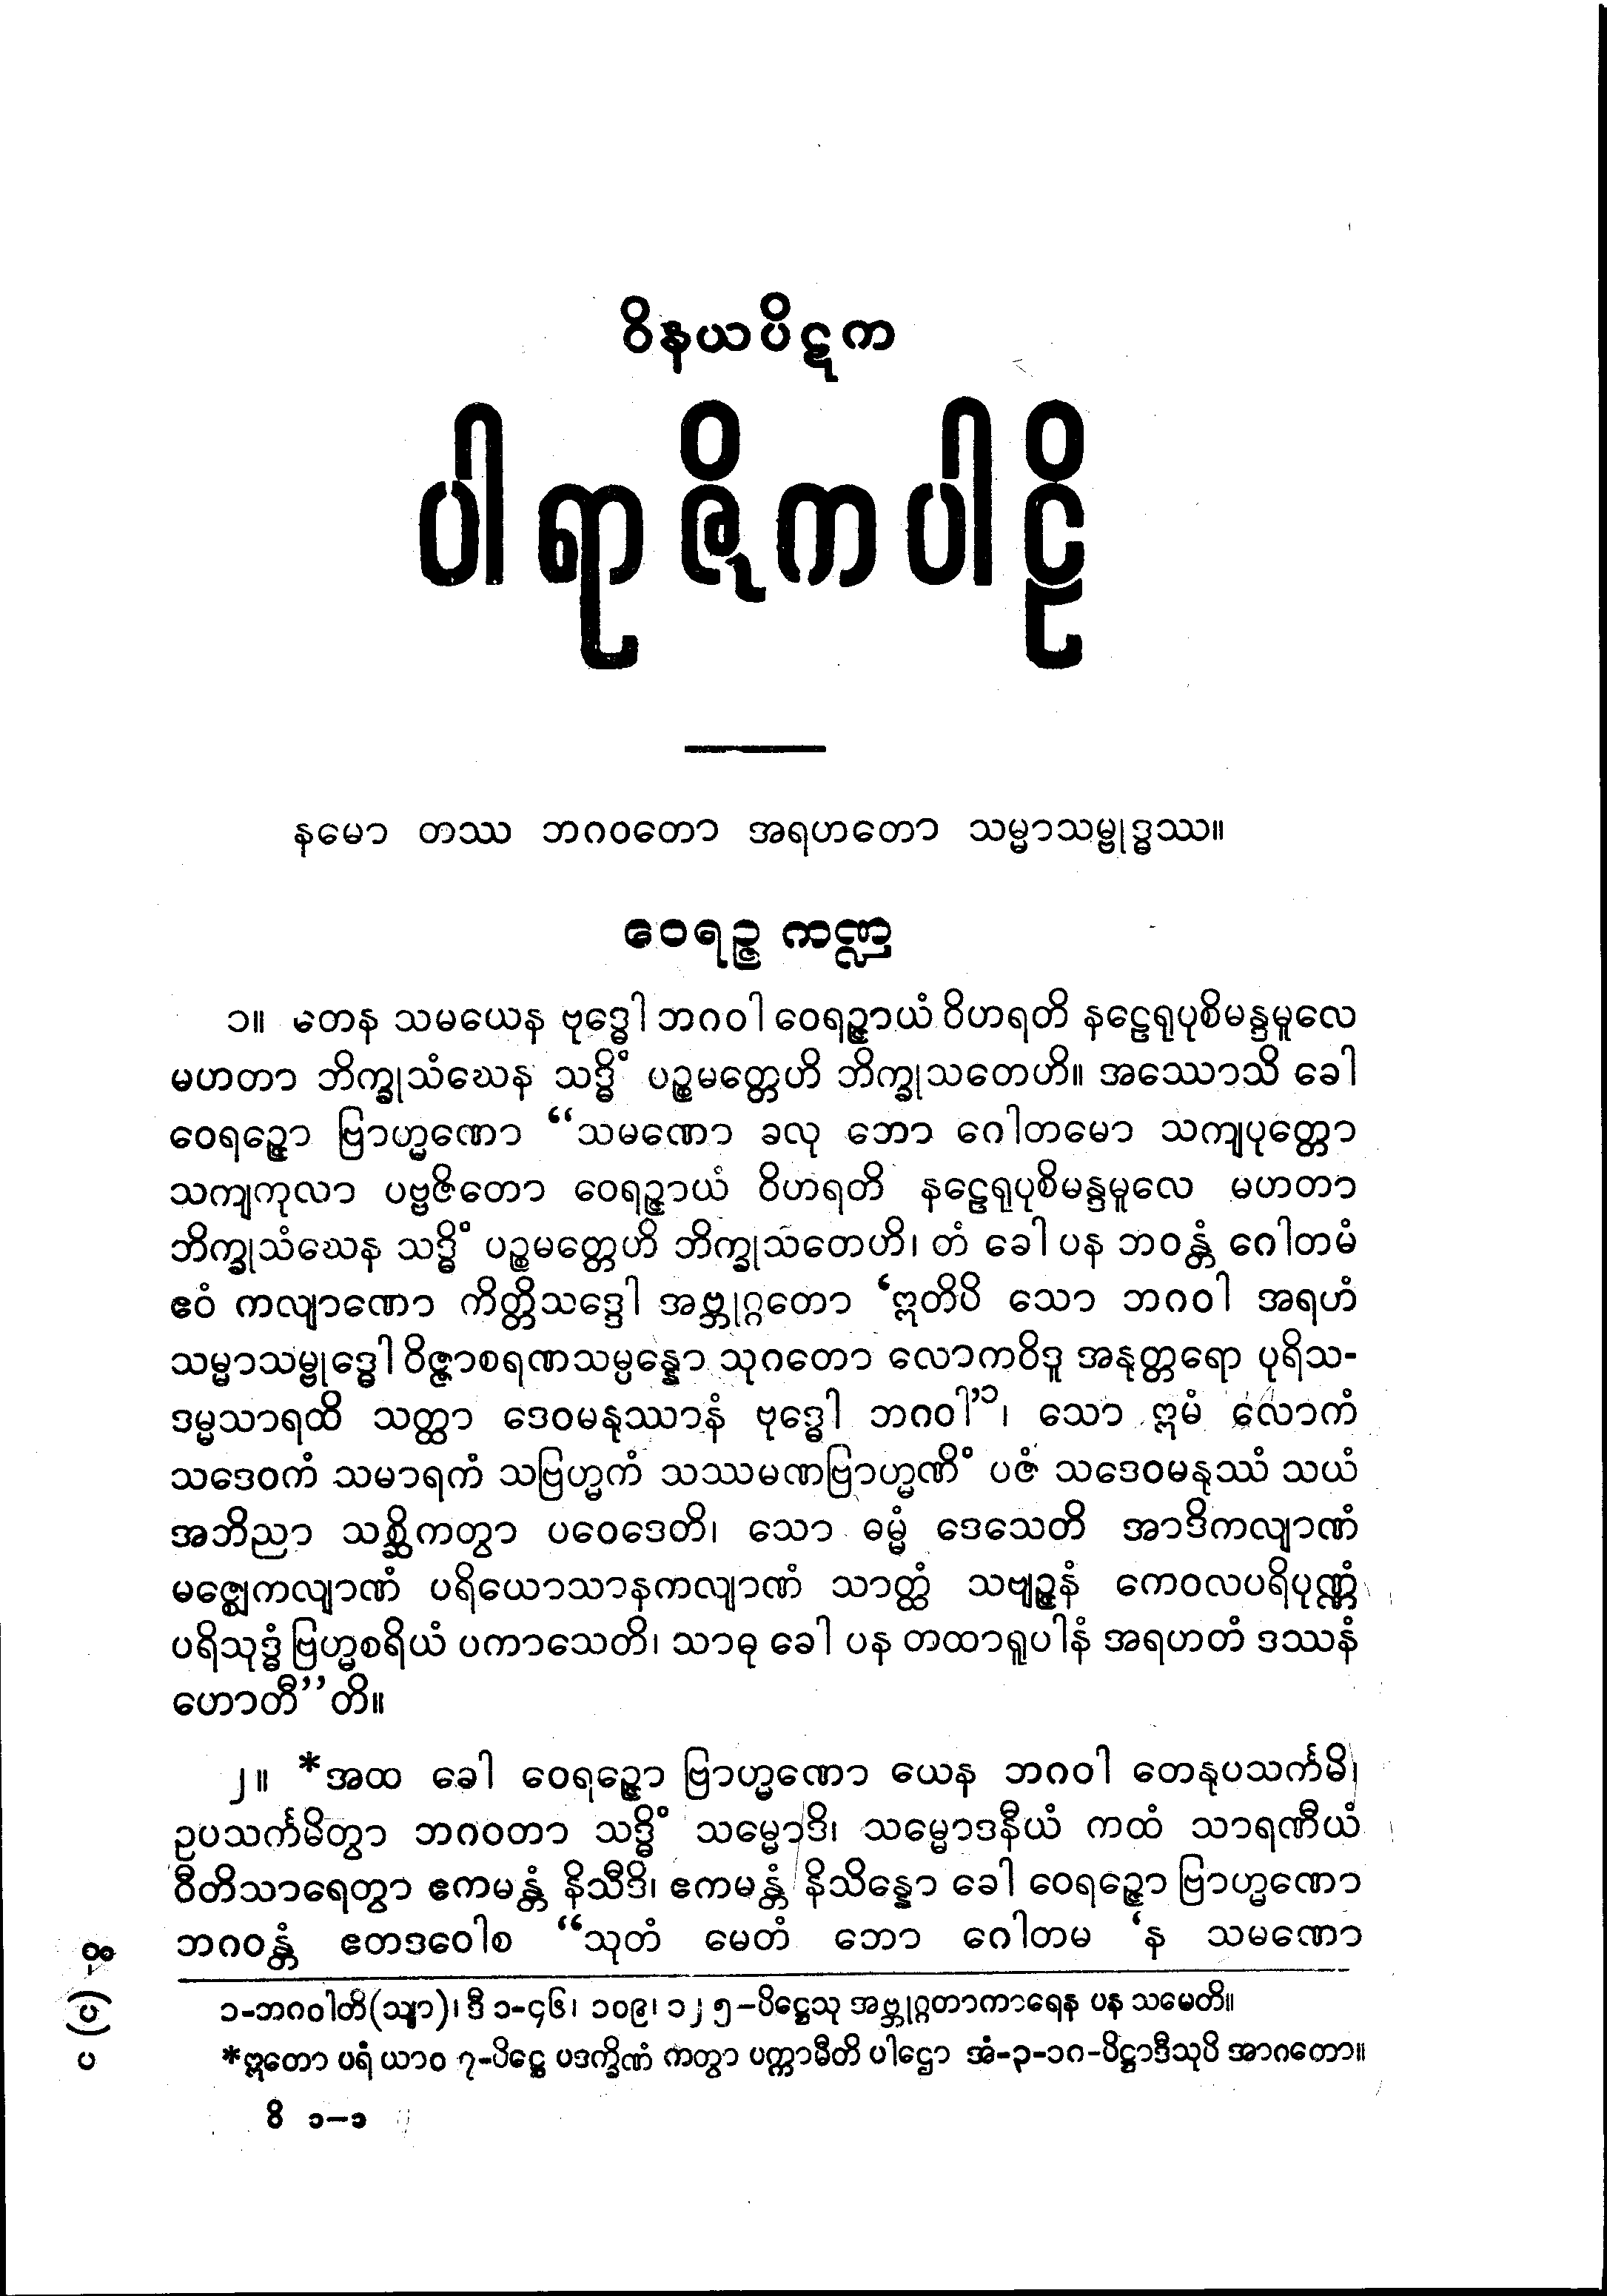 ဝိနယပိဋက
ပါရာဇိကပါဠိ
နမော တဿ ဘဂဝတော အရဟတော သမ္မာသမ္ဗုဒ္ဓဿ။
ဝေရဉ္ဇ ကဏ္ဍ
၁။ တေန သမယေန ဗုဒ္ဓေါ ဘဂဝါ ဝေရဉ္ဇာယံ ဝိဟရတိ နဠေရုပုစိမန္ဒမူလေ
မဟတာ ဘိက္ခုသံဃေန သဒ္ဓိံ ပဉ္စမတ္တေဟိ ဘိက္ခုသတေဟိ။ အဿောသိ ခေါ
ဝေရဉ္ဇော ဗြာဟ္မဏော “သမဏော ခလု ဘော ဂေါတမော သကျပုတ္တော
သကျကုလာ ပဗ္ဗဇိတော ဝေရဉ္ဇာယံ ဝိဟရတိ နဠေရုပုစိမန္ဒမူလေ မဟတာ
ဘိက္ခုသံဃေန သဒ္ဓိံ ပဉ္စမတ္တေဟိ ဘိက္ခုသတေဟိ၊ တံ ခေါ ပန ဘဝန္တံ ဂေါတမံ
ဧဝံ ကလျာဏော ကိတ္တိသဒ္ဒေါ အဗ္ဘုဂ္ဂတော ‘ဣတိပိ သော ဘဂဝါ အရဟံ
သမ္မာသမ္ဗုဒ္ဓေါ ဝိဇ္ဇာစရဏသမ္ပန္နော သုဂတော လောကဝိဒူ အနုတ္တရော ပုရိသ-
ဒမ္မသာရထိ သတ္ထာ ဒေဝမနုဿာနံ ဗုဒ္ဓေါ ဘဂဝါ’၁၊ သော ဣမံ လောကံ
သဒေဝကံ သမာရကံ သဗြဟ္မကံ သဿမဏဗြာဟ္မဏိံ ပဇံ သဒေဝမနုဿံ သယံ
အဘိညာ သစ္ဆိကတွာ ပဝေဒေတိ၊ သော ဓမ္မံ ဒေသေတိ အာဒိကလျာဏံ
မဇ္ဈေကလျာဏံ ပရိယောသာနကလျာဏံ သာတ္ထံ သဗျဉ္ဇနံ ကေဝလပရိပုဏ္ဏံ
ပရိသုဒ္ဓံ ဗြဟ္မစရိယံ ပကာသေတိ၊ သာဓု ခေါ ပန တထာရူပါနံ အရဟတံ ဒဿနံ
ဟောတီ”တိ။
၂။ *အထ ခေါ ဝေရဉ္ဇော ဗြာဟ္မဏော ယေန ဘဂဝါ တေနုပသင်္ကမိ၊
ဥပသင်္ကမိတွာ ဘဂဝတာ သဒ္ဓိံ သမ္မောဒိ၊ သမ္မောဒနီယံ ကထံ သာရဏီယံ
ဝီတိသာရေတွာ ဧကမန္တံ နိသီဒိ၊ ဧကမန္တံ နိသိန္နော ခေါ ဝေရဉ္ဇော ဗြာဟ္မဏော
ဘဂဝန္တံ ဧတဒဝေါစ “သုတံ မေတံ ဘော ဂေါတမ ‘န သမဏော
၁-ဘဂဝါတိ(သျာ)၊ ဒီ ၁-၄၆၊ ၁၀၉၊ ၁၂၅-ပိဋ္ဌေသု အဗ္ဘုဂ္ဂတာကာရေန ပန သမေတိ။
*ဣတော ပရံ ယာဝ ၇-ပိဋ္ဌေ ပဒက္ခိဏံ ကတွာ ပက္ကာမီတိ ပါဌော အံ-၃-၁၈-ပိဋ္ဌာဒီသုပိ အာဂတော။
ဝိ ၁-၁